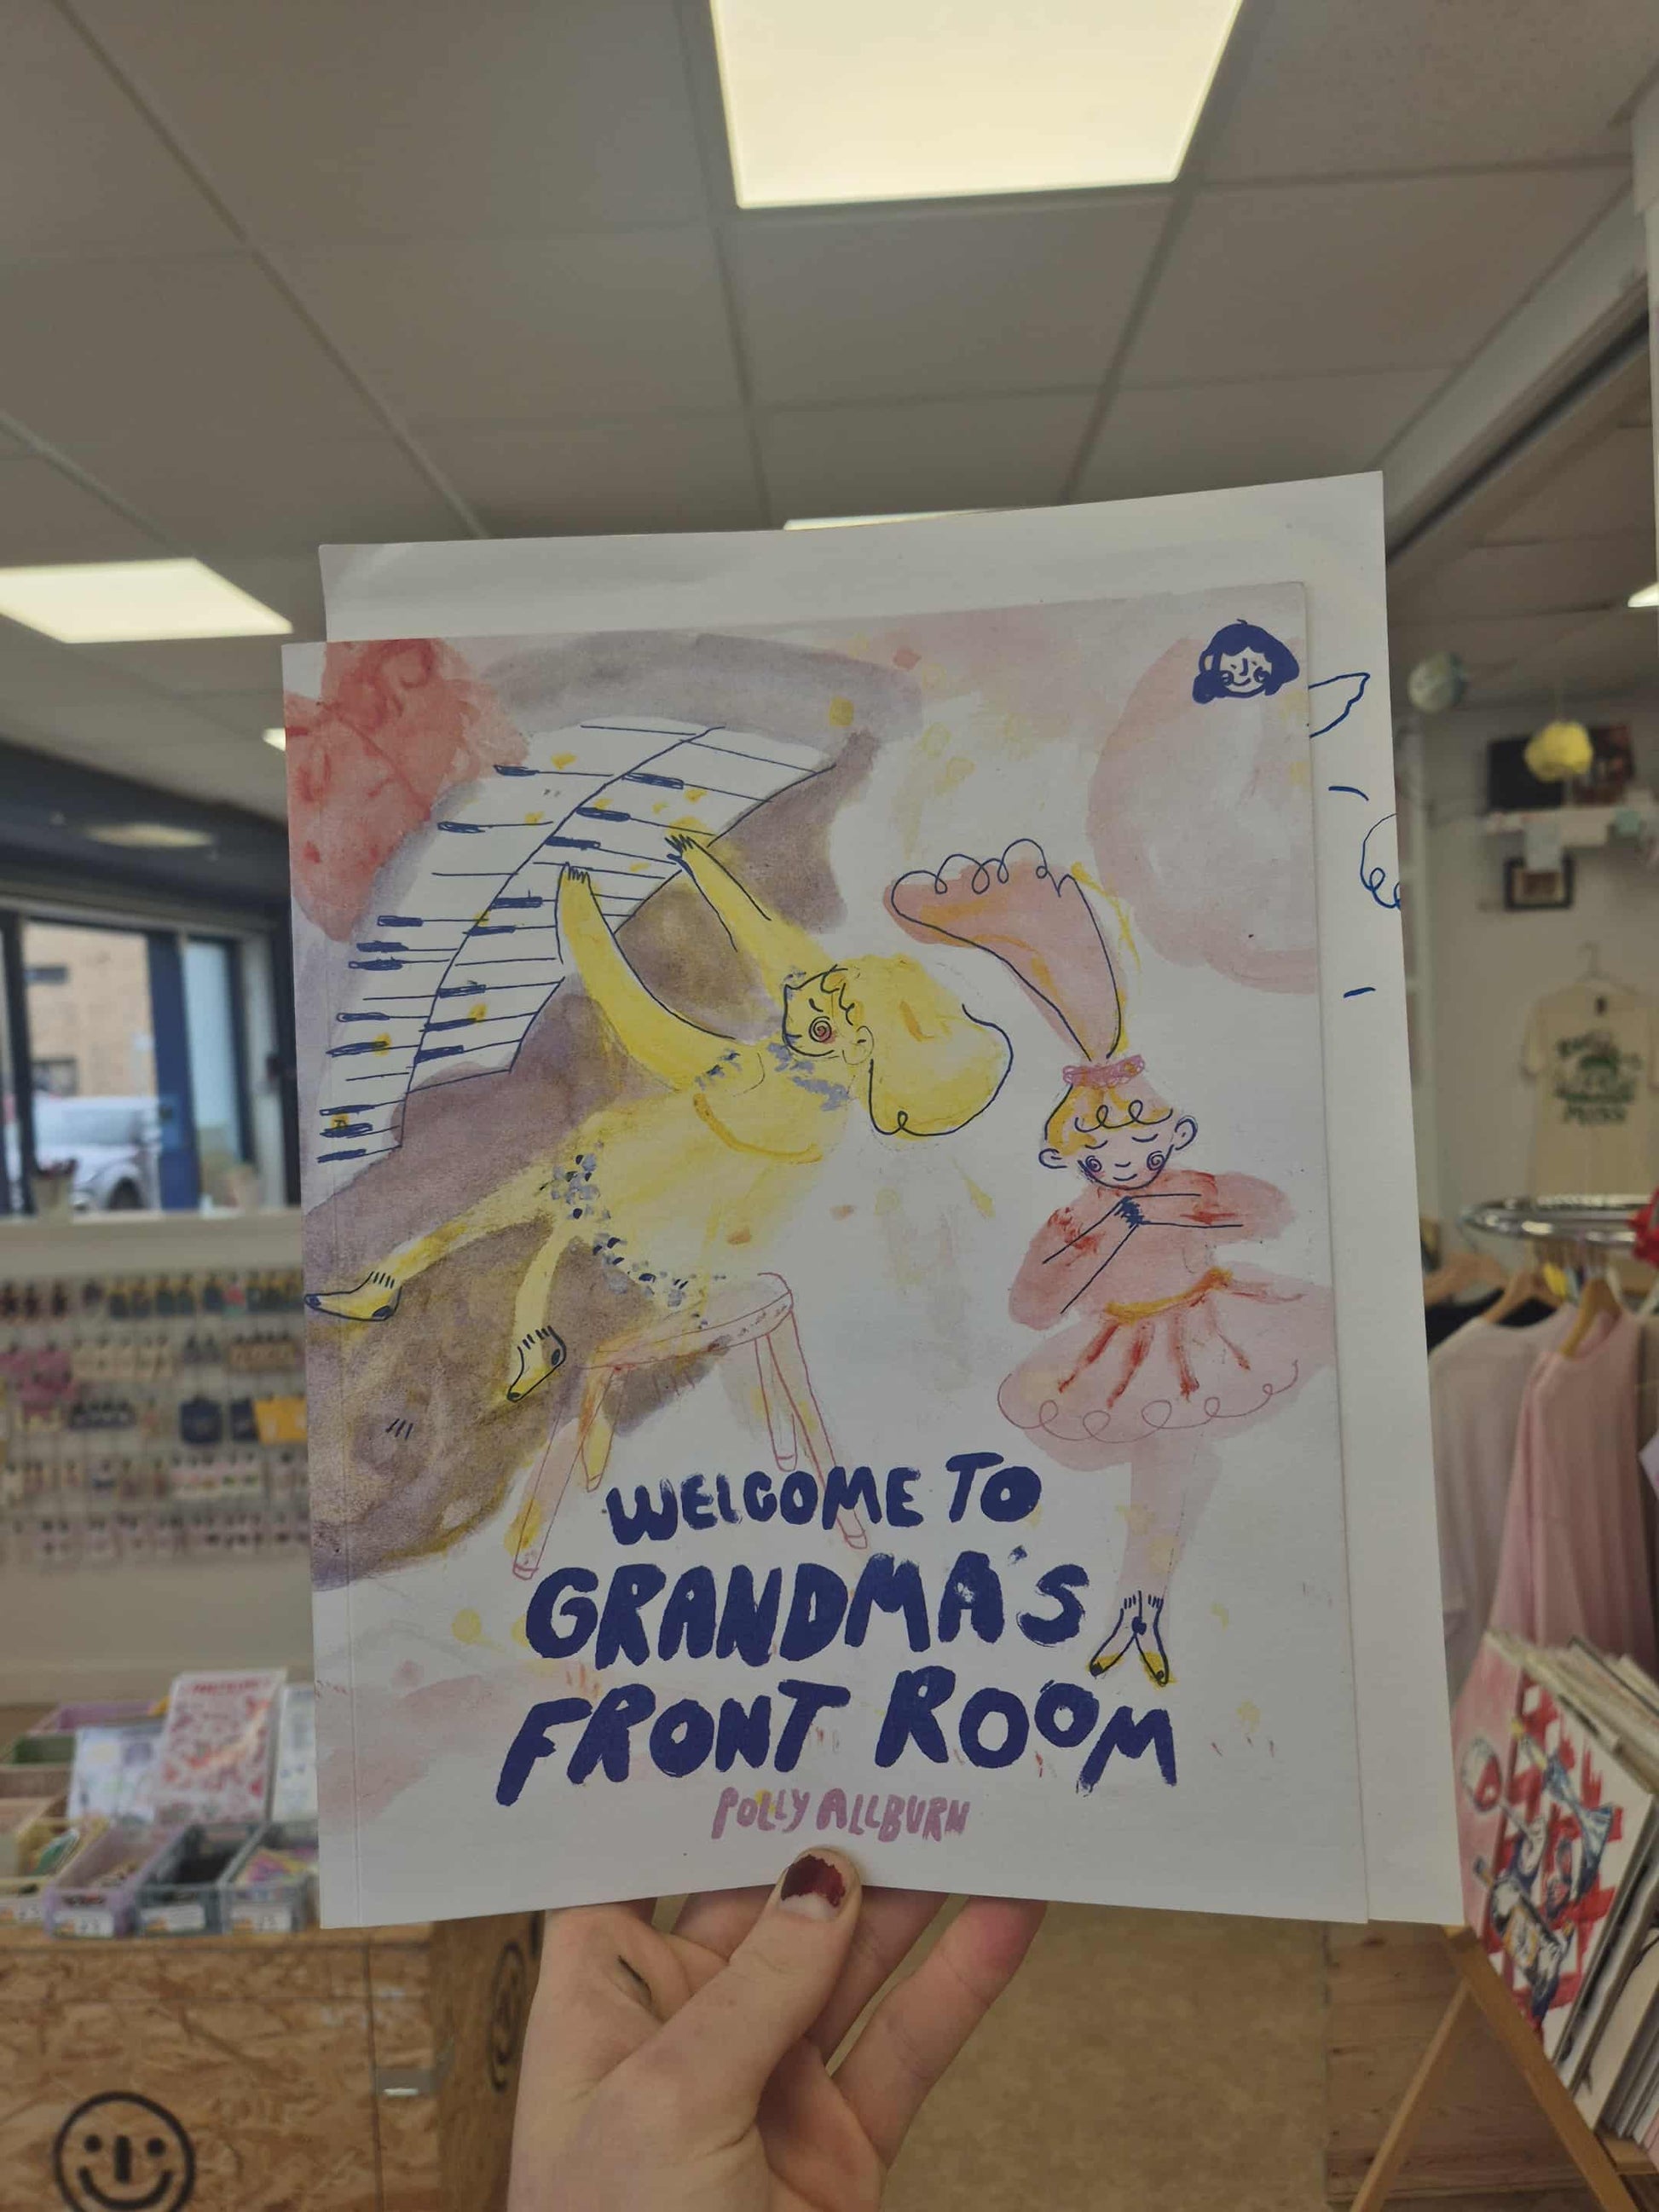 WELCOME TO
GRANDMA'S
FRONT ROOM
POLLY ALLBURN